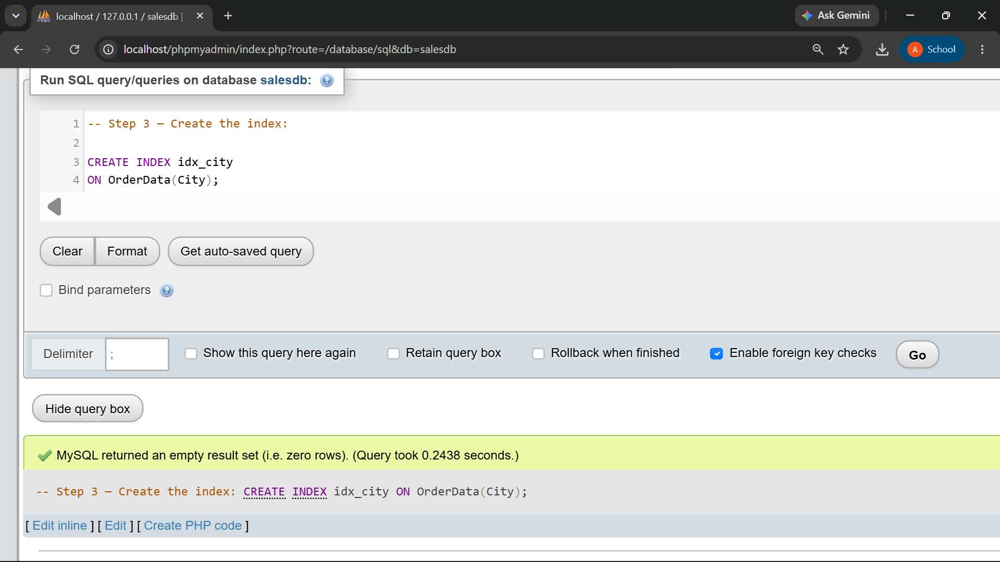 localhost / 127.0.0.1 / salesdb |
Ask Gemini
localhost/phpmyadmin/index.php?route=/database/sql&db=salesdb
A School
Run SQL query/queries on database salesdb:
1 -- Step 3 — Create the index:
2
3 CREATE INDEX idx_city
4 ON OrderData(City);
Clear Format Get auto-saved query
Bind parameters
Delimiter ; Show this query here again Retain query box Rollback when finished Enable foreign key checks Go
Hide query box
MySQL returned an empty result set (i.e. zero rows). (Query took 0.2438 seconds.)
-- Step 3 — Create the index: CREATE INDEX idx_city ON OrderData(City);
[ Edit inline ] [ Edit ] [ Create PHP code ]